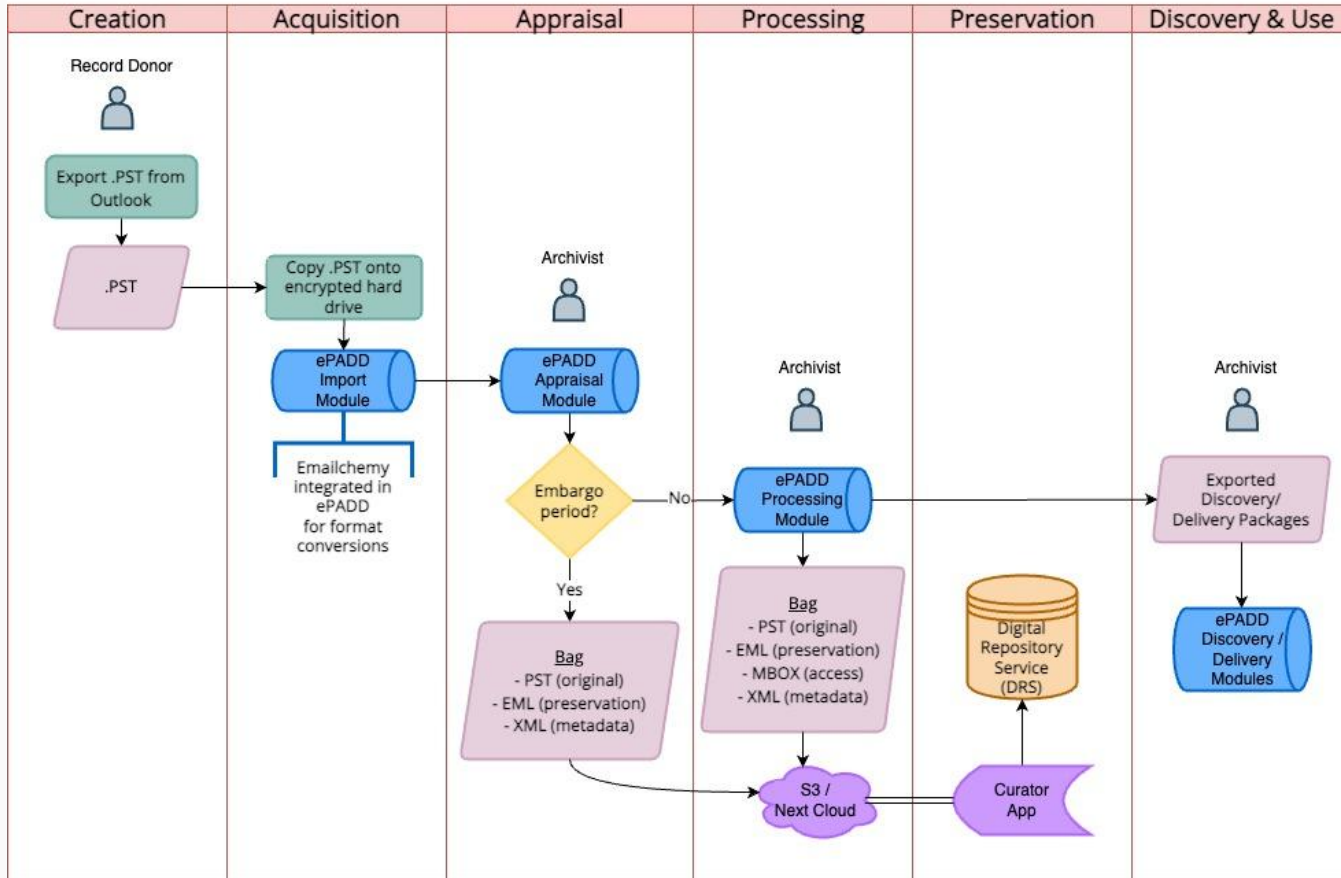 Creation
Acquisition
Appraisal
Processing
Preservation
Discovery & Use
Record Donor
Export .PST from
Outlook
.PST
Copy .PST onto
encrypted hard
drive
ePADD
Import
Module
Emailchemy
integrated in
ePADD
for format
conversions
Archivist
ePADD
Appraisal
Module
Embargo
period?
No
Yes
Bag
- PST (original)
- EML (preservation)
- XML (metadata)
Archivist
ePADD
Processing
Module
Bag
- PST (original)
- EML (preservation)
- MBOX (access)
- XML (metadata)
S3 /
Next Cloud
Digital
Repository
Service
(DRS)
Curator
App
Archivist
Exported
Discovery/
Delivery Packages
ePADD
Discovery /
Delivery
Modules